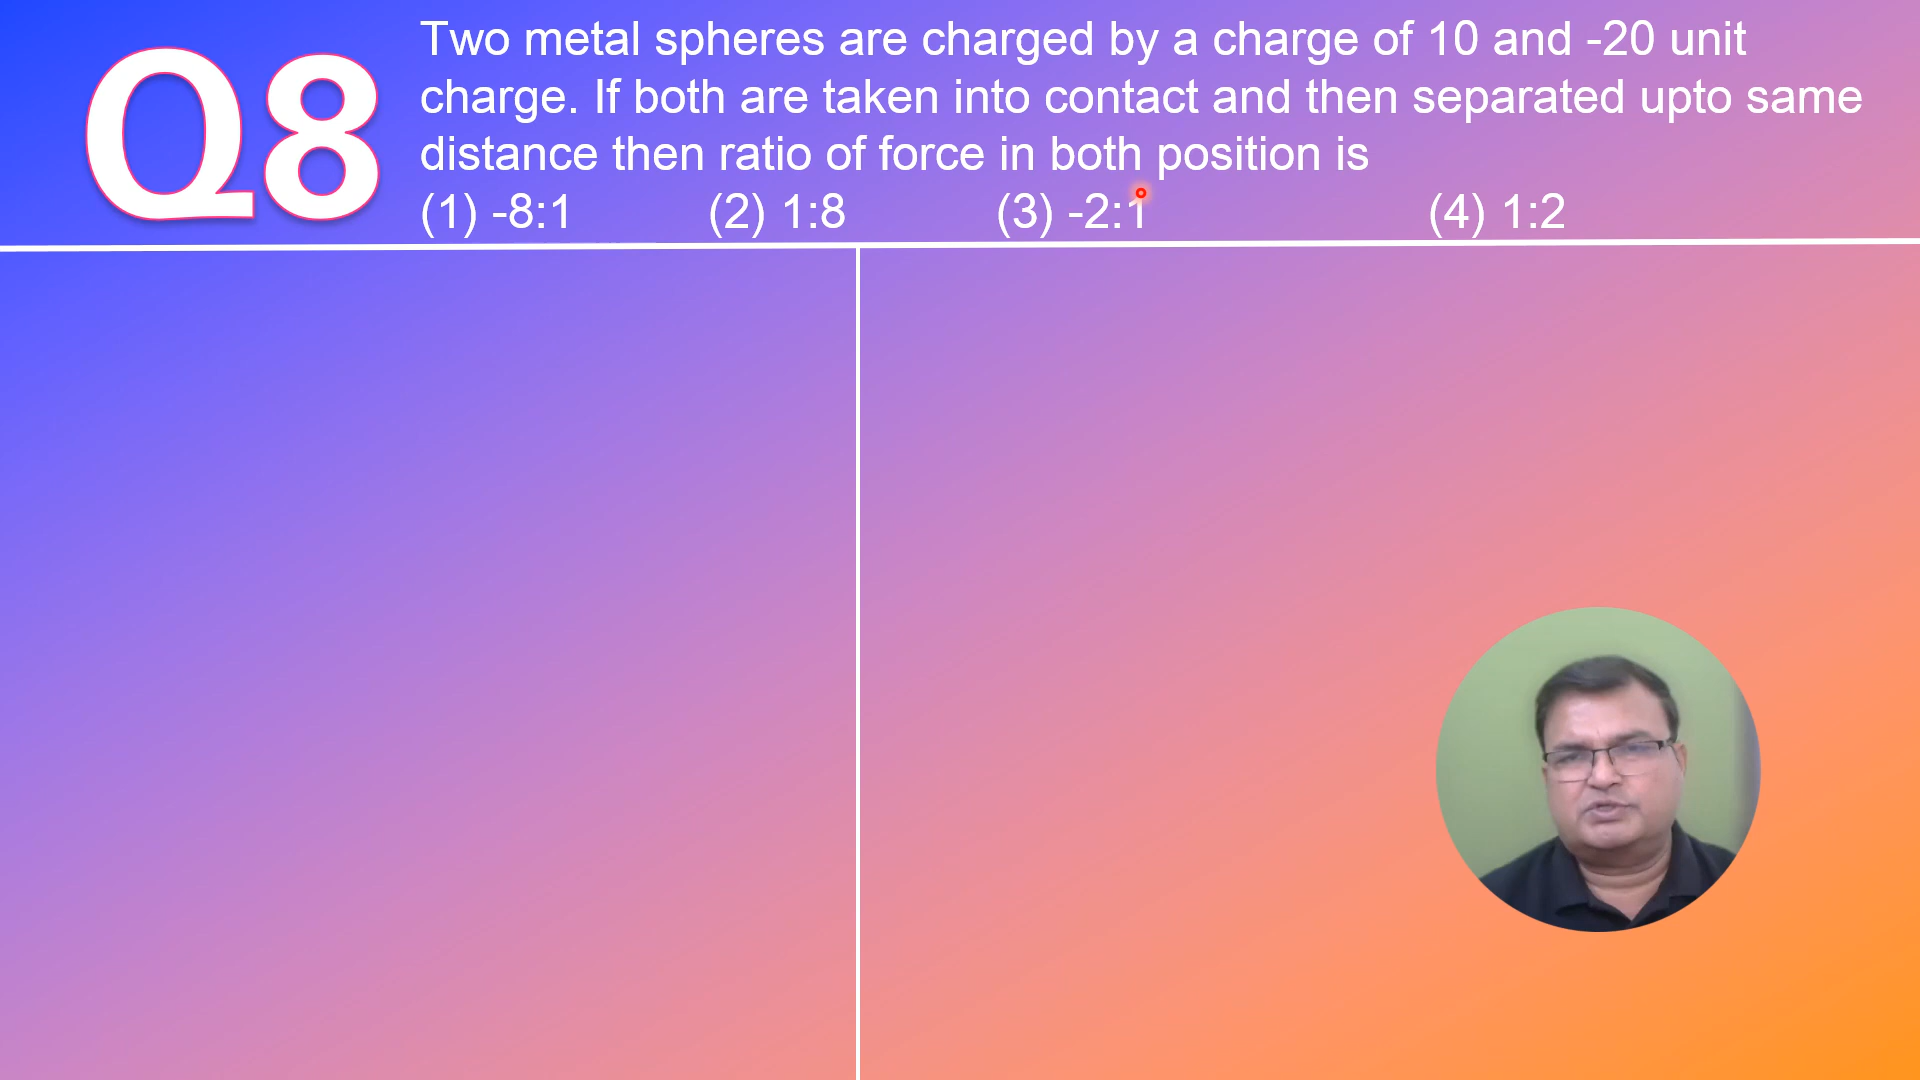 Q8
Two metal spheres are charged by a charge of 10 and -20 unit
charge. If both are taken into contact and then separated upto same
distance then ratio of force in both position is
(1) -8:1 (2) 1:8 (3) -2:1 (4) 1:2